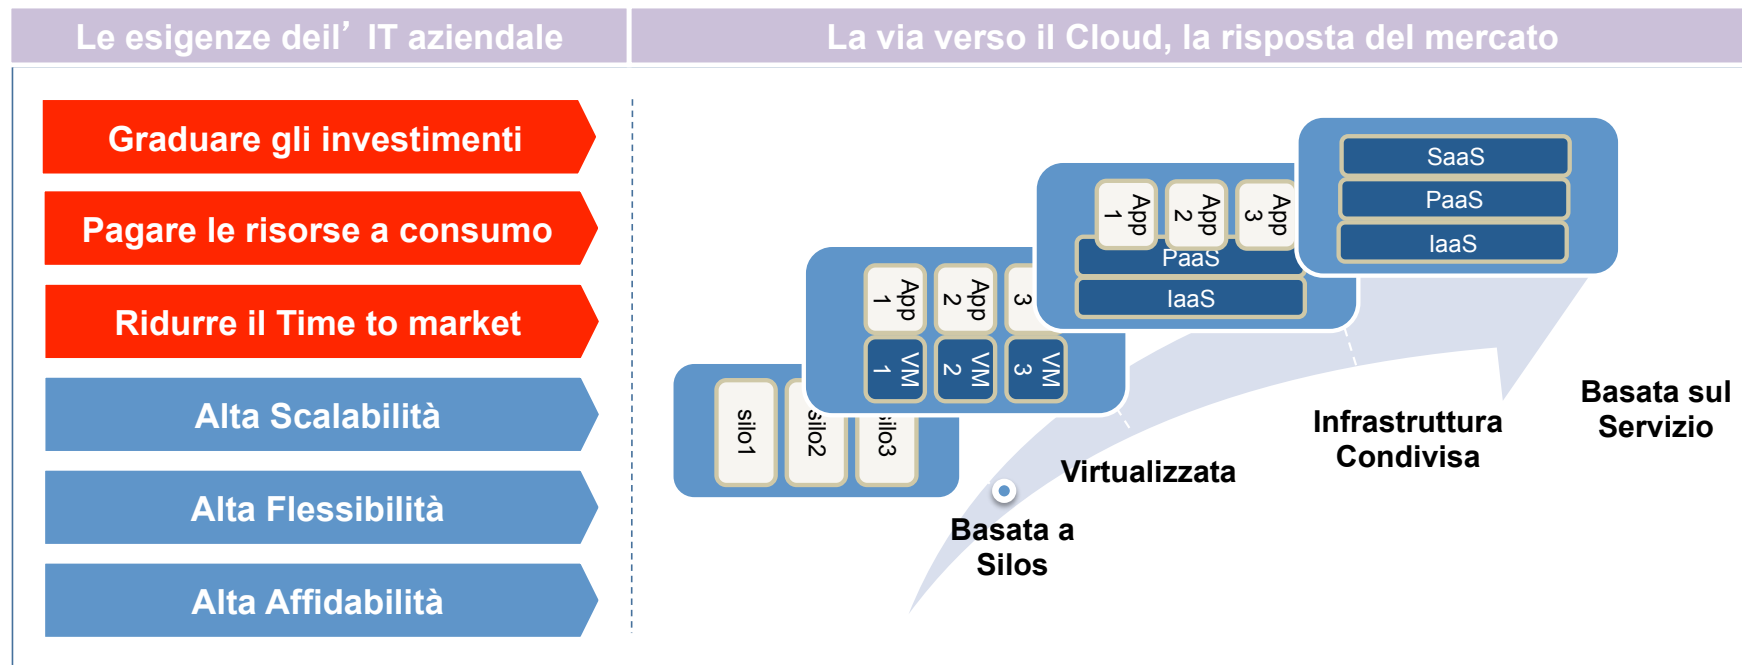 Le esigenze deil’ IT aziendale
La via verso il Cloud, la risposta del mercato
Graduare gli investimenti
Pagare le risorse a consumo
Ridurre il Time to market
Alta Scalabilità
Alta Flessibilità
Alta Affidabilità
silo1
silo2
silo3
Basata a
Silos
App
1
App
2
3
VM
1
VM
2
VM
3
Virtualizzata
App
1
App
2
App
3
PaaS
IaaS
Infrastruttura
Condivisa
SaaS
PaaS
IaaS
Basata sul
Servizio